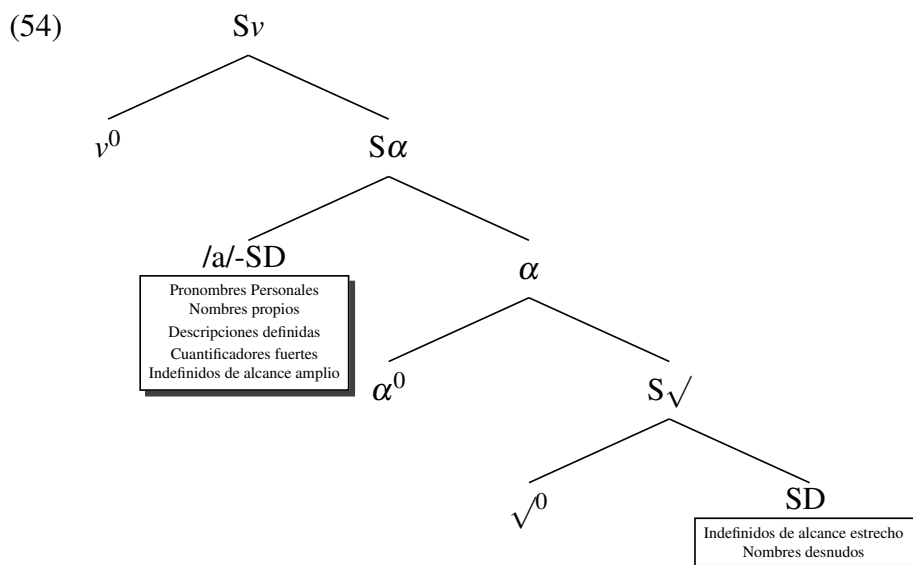 (54)
Sv
v⁰
Sα
/a/-SD
Pronombres Personales
Nombres propios
Descripciones definidas
Cuantificadores fuertes
Indefinidos de alcance amplio
α
α⁰
S√
√⁰
SD
Indefinidos de alcance estrecho
Nombres desnudos